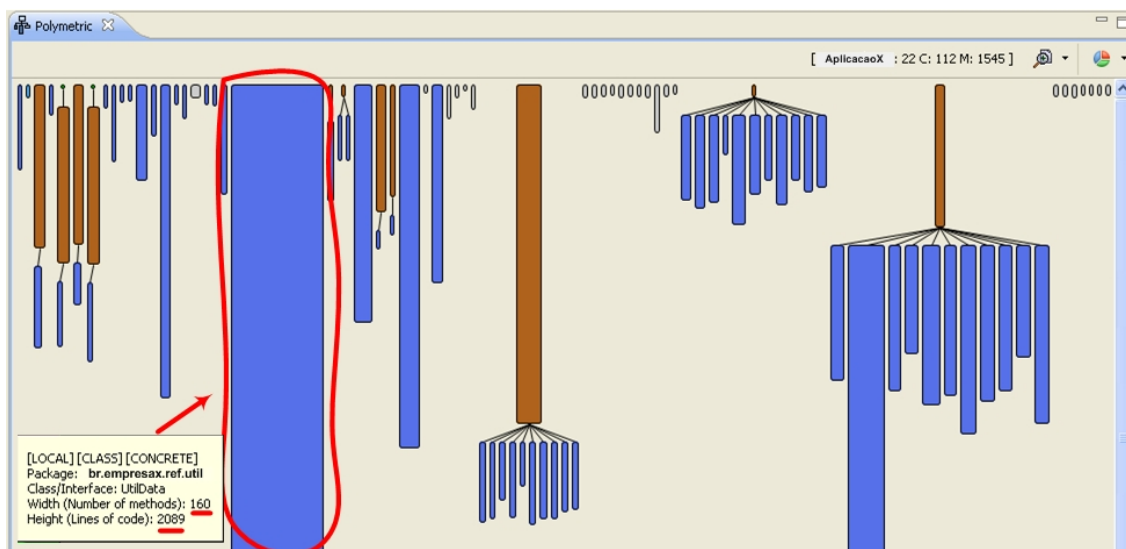 Polymetric
[ AplicacaoX : 22 C: 112 M: 1545 ]
[LOCAL] [CLASS] [CONCRETE]
Package: br.empresax.ref.util
Class/Interface: UtilData
Width (Number of methods): 160
Height (Lines of code): 2089